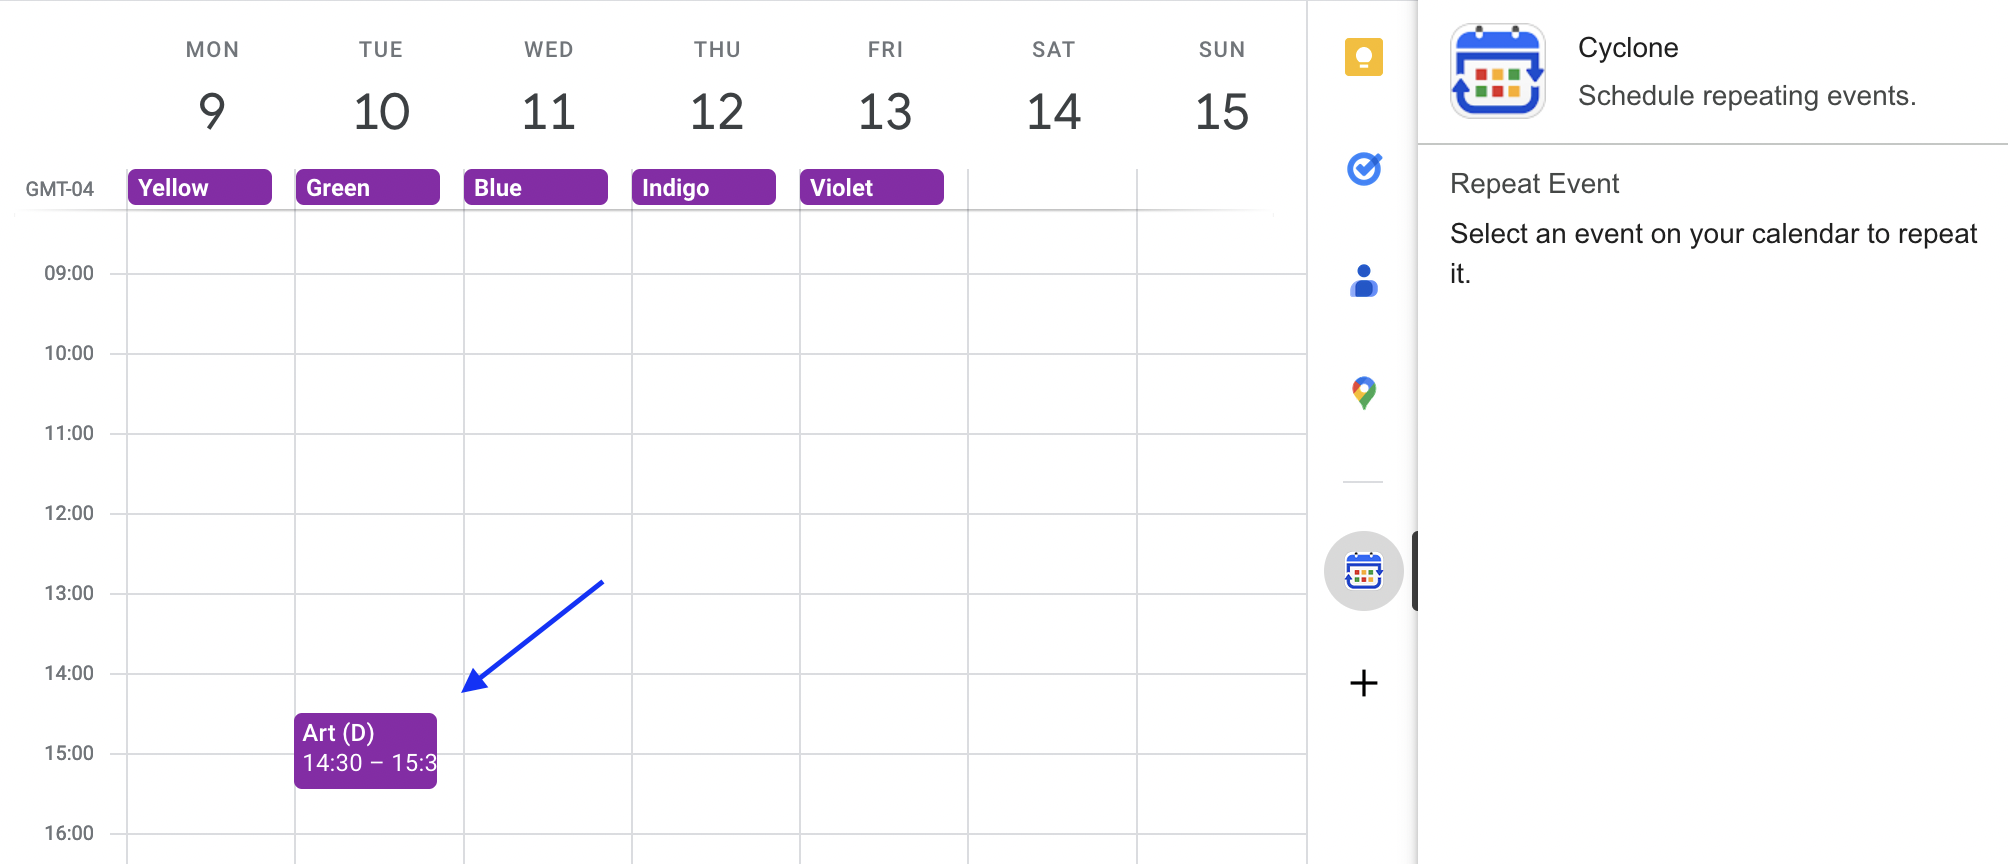 MON TUE WED THU FRI SAT SUN
9 10 11 12 13 14 15
GMT-04 Yellow Green Blue Indigo Violet
09:00
10:00
11:00
12:00
13:00
14:00
Art (D)
14:30 – 15:3
15:00
16:00
Cyclone
Schedule repeating events.
Repeat Event
Select an event on your calendar to repeat
it.